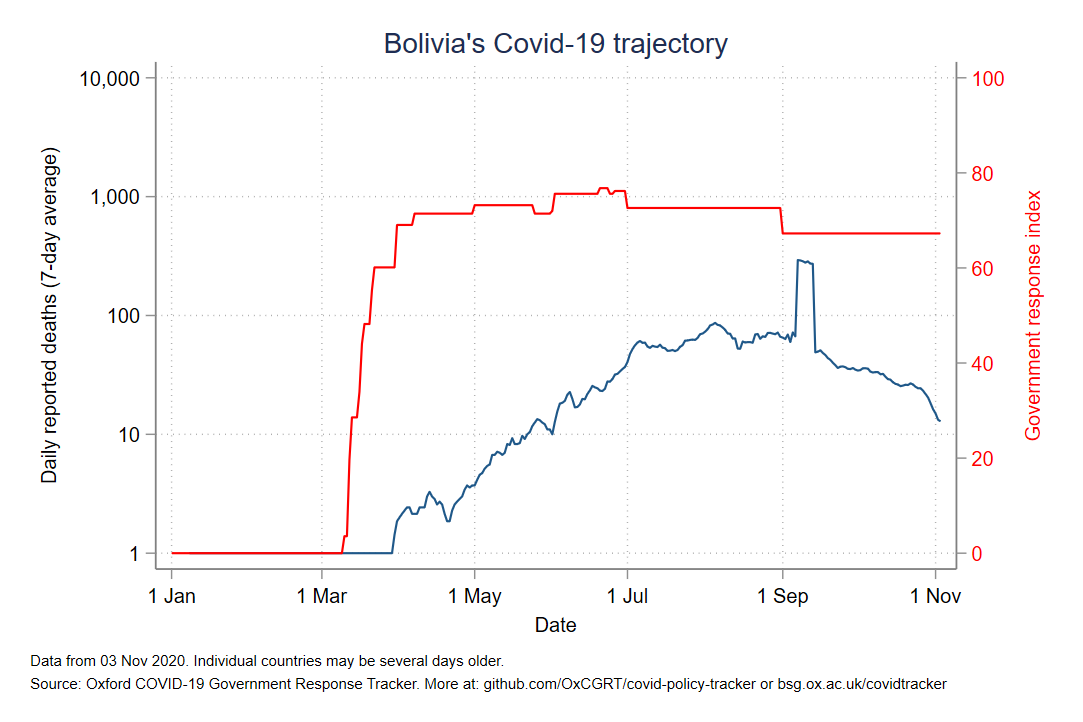 Bolivia's Covid-19 trajectory
10,000
1,000
100
10
1
Daily reported deaths (7-day average)
100
80
60
40
20
0
Government response index
1 Jan
1 Mar
1 May
1 Jul
1 Sep
1 Nov
Date
Data from 03 Nov 2020. Individual countries may be several days older.
Source: Oxford COVID-19 Government Response Tracker. More at: github.com/OxCGRT/covid-policy-tracker or bsg.ox.ac.uk/covidtracker